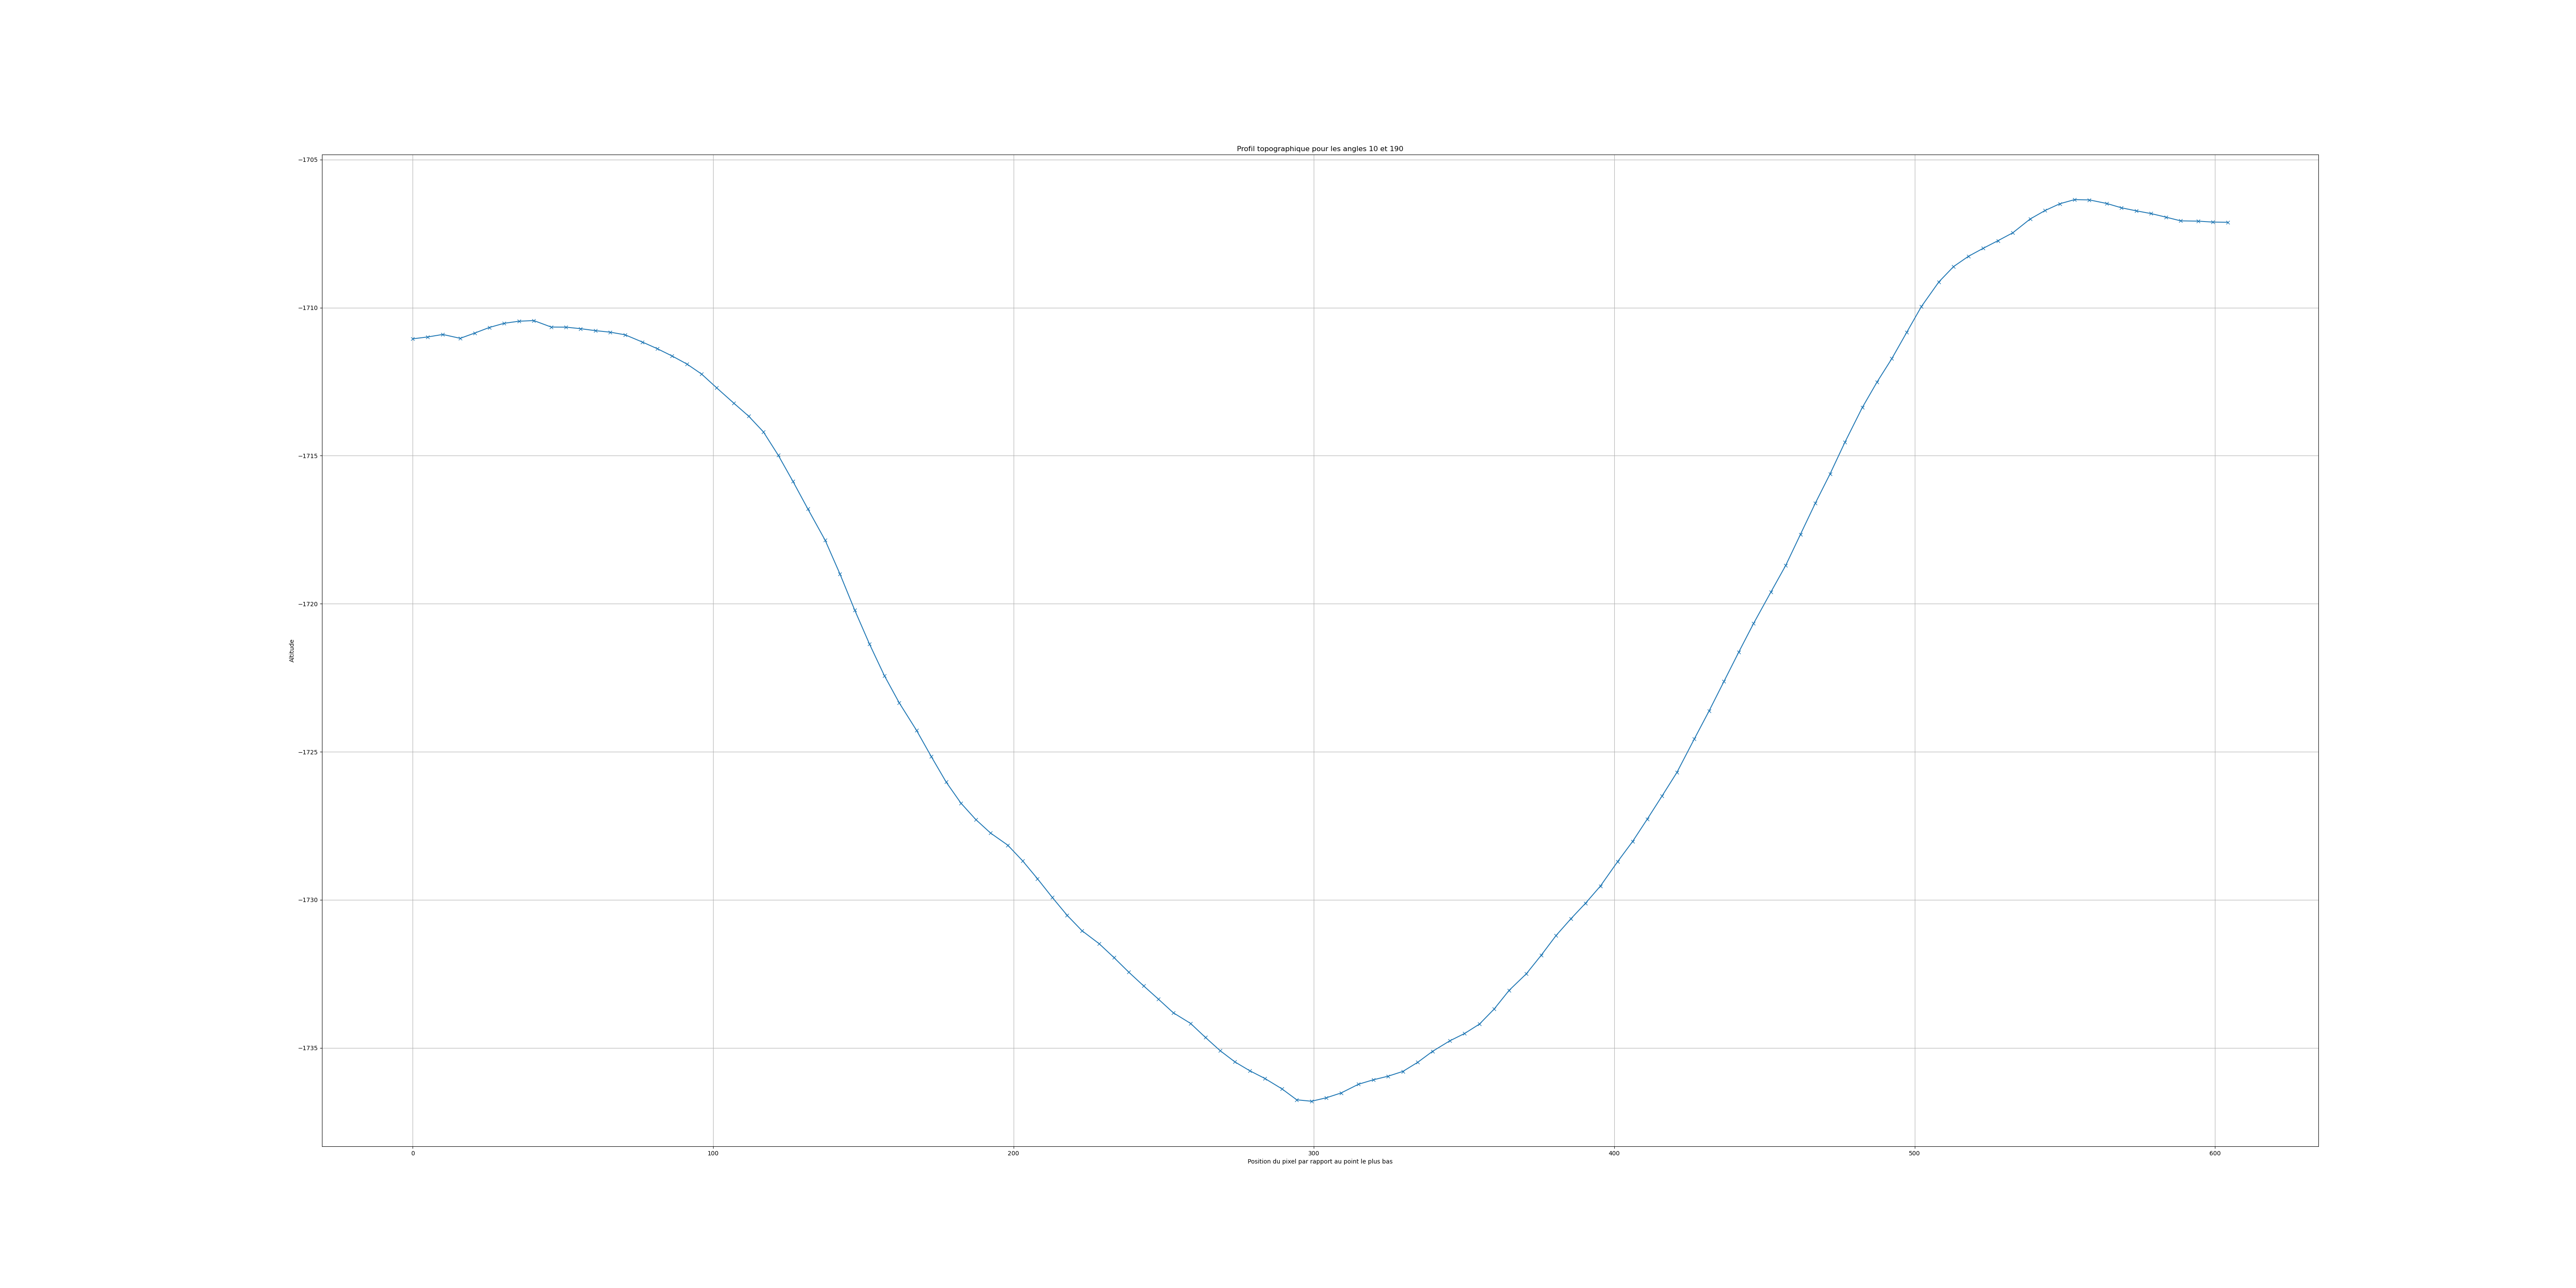 Profil topographique pour les angles 10 et 190
−1705
−1710
−1715
−1720
−1725
−1730
−1735
Altitude
0 100 200 300 400 500 600
Position du pixel par rapport au point le plus bas